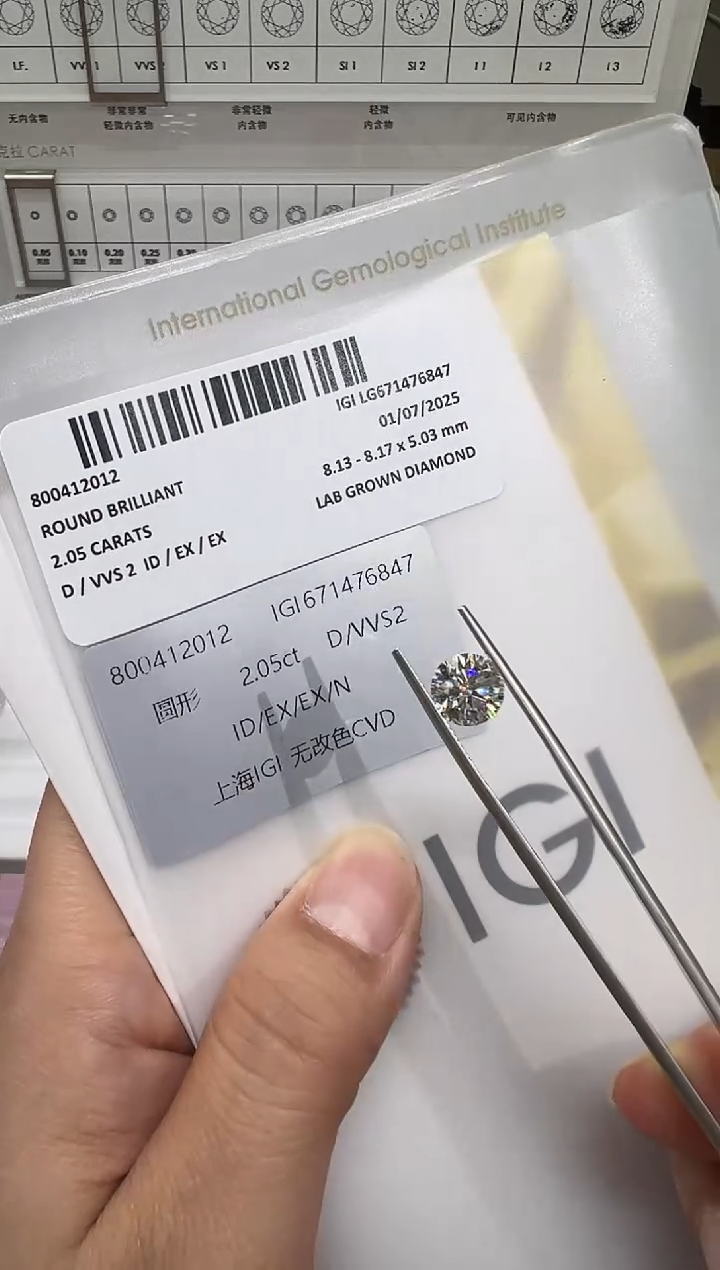 LF.
VVS 1
VVS 2
VS 1
VS 2
SI 1
SI 2
I 1
I 2
I 3
无内含物
非常非常
轻微内含物
非常轻微
内含物
轻微
内含物
可见内含物
克拉 CARAT
0.05
0.10
0.20
0.25
International Gemological Institute
IGI LG671476847
01/07/2025
8.13 - 8.17 x 5.03 mm
LAB GROWN DIAMOND
800412012
ROUND BRILLIANT
2.05 CARATS
D / VVS 2 ID / EX / EX
800412012 IGI671476847
圆形 2.05ct D/VVS2
ID/EX/EX/N
上海IGI 无改色CVD
IGI